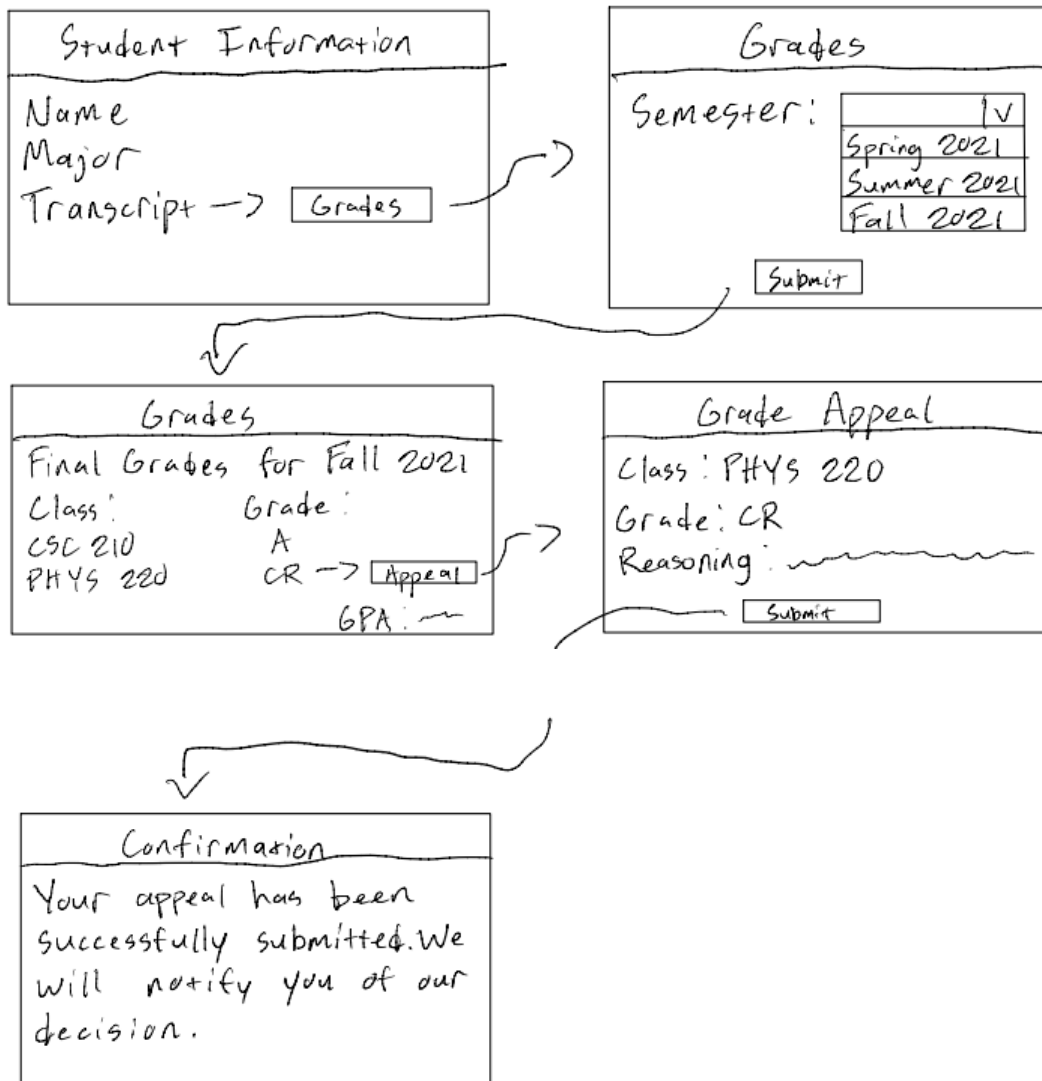 Student Information
Name
Major
Transcript -> Grades
Grades
Semester:
Spring 2021
Summer 2021
Fall 2021
Submit
Grades
Final Grades for Fall 2021
Class: Grade:
CSC 210 A
PHYS 220 CR -> Appeal
GPA:
Grade Appeal
Class: PHYS 220
Grade: CR
Reasoning:
Submit
Confirmation
Your appeal has been
successfully submitted. We
will notify you of our
decision.